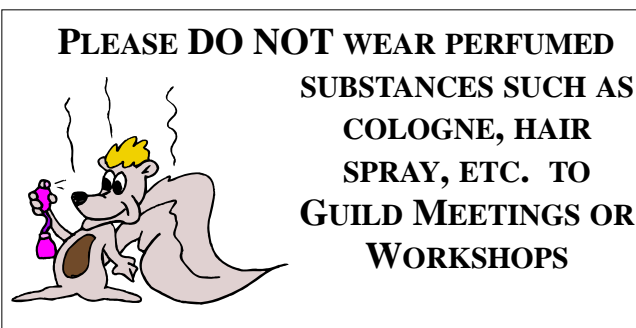 PLEASE DO NOT WEAR PERFUMED
SUBSTANCES SUCH AS
COLOGNE, HAIR
SPRAY, ETC. TO
GUILD MEETINGS OR
WORKSHOPS